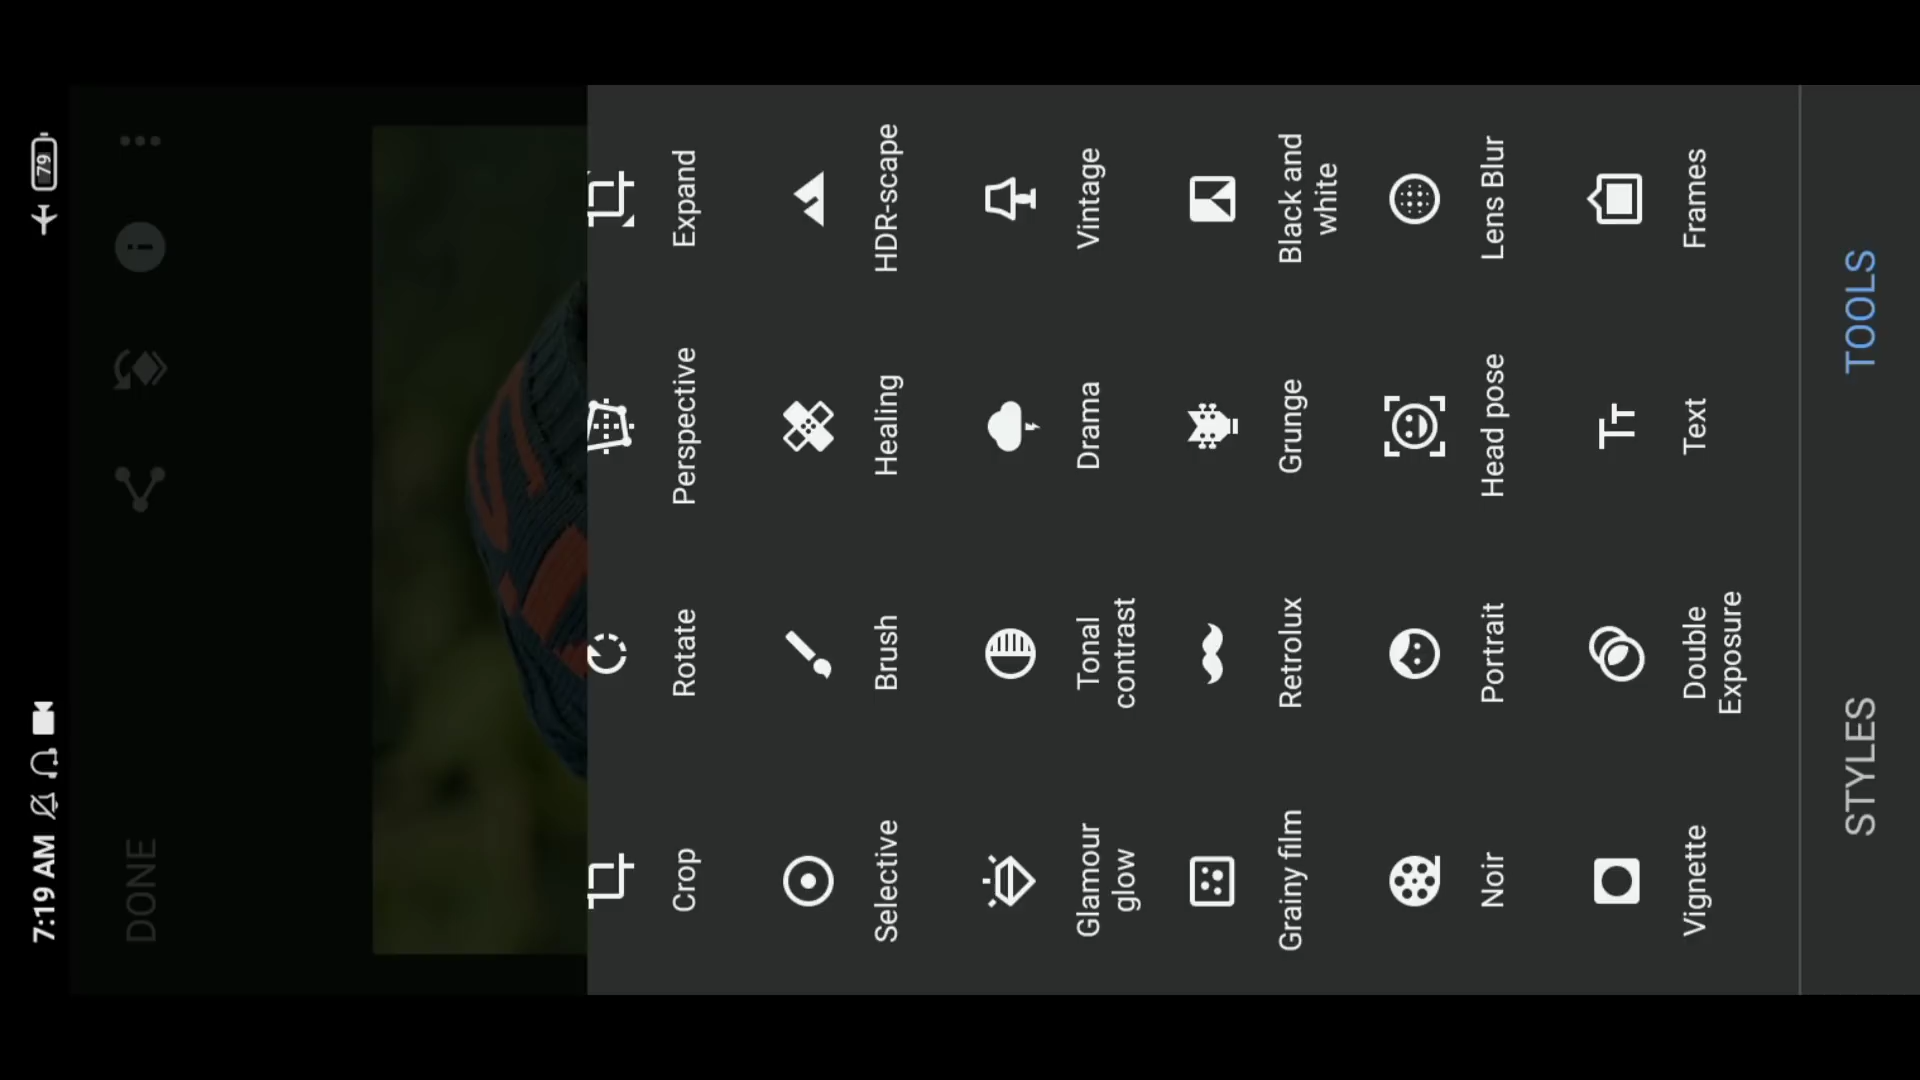 7:19 AM
79
DONE
Crop
Rotate
Perspective
Expand
Selective
Brush
Healing
HDR-scape
Glamour
glow
Tonal
contrast
Drama
Vintage
Grainy film
Retrolux
Grunge
Black and
white
Noir
Portrait
Head pose
Lens Blur
Vignette
Double
Exposure
Tт
Text
Frames
STYLES
TOOLS